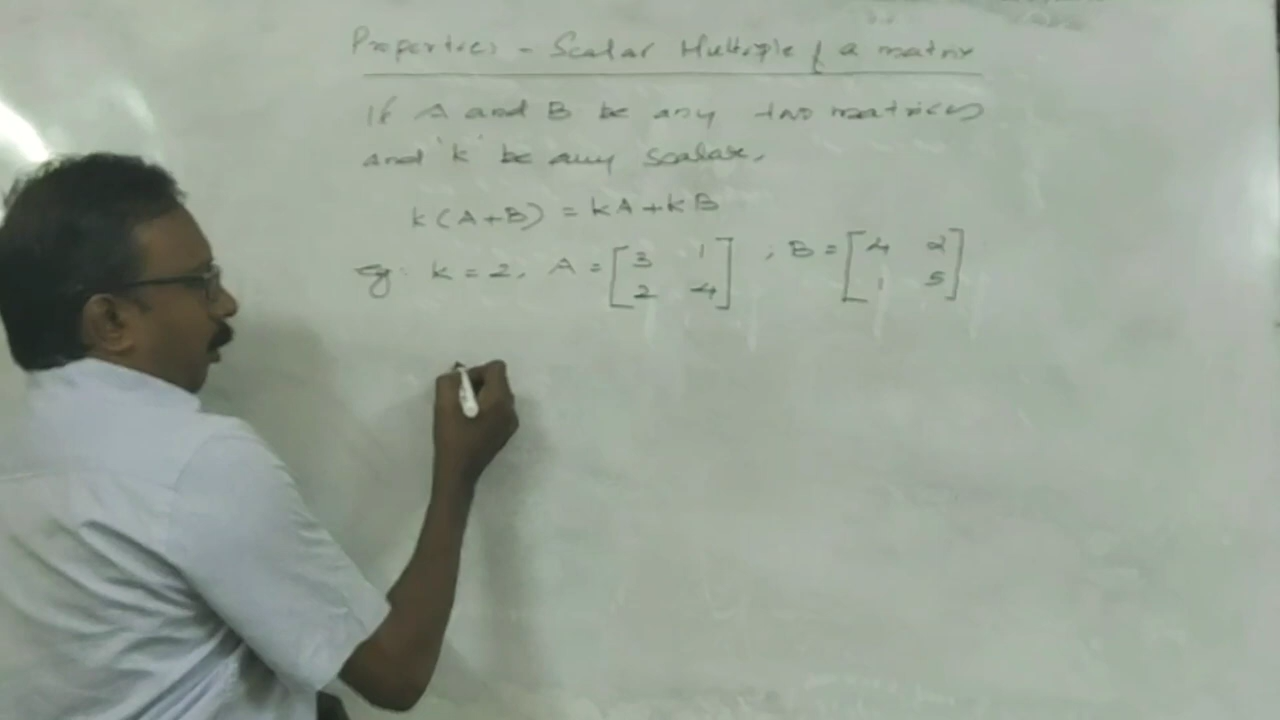 Properties - Scalar Multiple of a matrix
If A and B be any two matrices
and 'k' be any scalar,
k(A+B) = kA+kB
eg: k=2, A = [3 1 ; B = [4 2
2 4] 1 5]